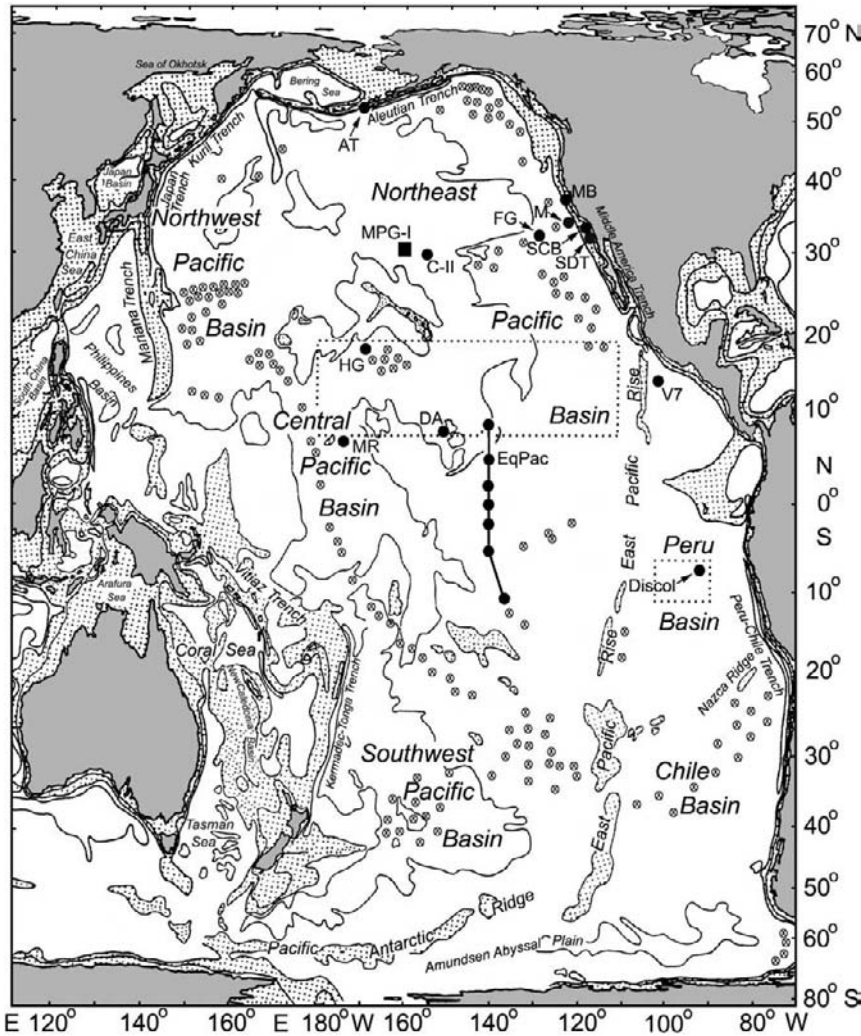 70° N
Sea of Okhotsk
60°
Bering
Sea
Aleutian Trench
50°
AT
Kuril Trench
Japan
Basin
Japan
Trench
Northeast
40°
MB
Northwest
M
FG
MPG-I
East
China
Sea
SCB
30°
SDT
C-II
Middle America Trench
Pacific
Mariana Trench
Basin
Pacific
20°
Philippines
Basin
South China
Basin
HG
Rise
V7
Central
DA
Basin
10°
MR
Pacific
EqPac
Pacific
N
Basin
0°
S
East
Peru
Vitiaz Trench
Discol
10°
Arafura
Sea
Basin
Coral Sea
Rise
Peru-Chile Trench
20°
Nazca Ridge
New Caledonia
Basin
Kermadec-Tonga Trench
Southwest
Pacific
30°
Chile
Pacific
Basin
Tasman
Sea
Basin
East
40°
50°
Ridge
Pacific
Antarctic
60°
Amundsen Abyssal Plain
80° S
E 120° 140° 160° E 180° W 160° 140° 120° 100° 80° W